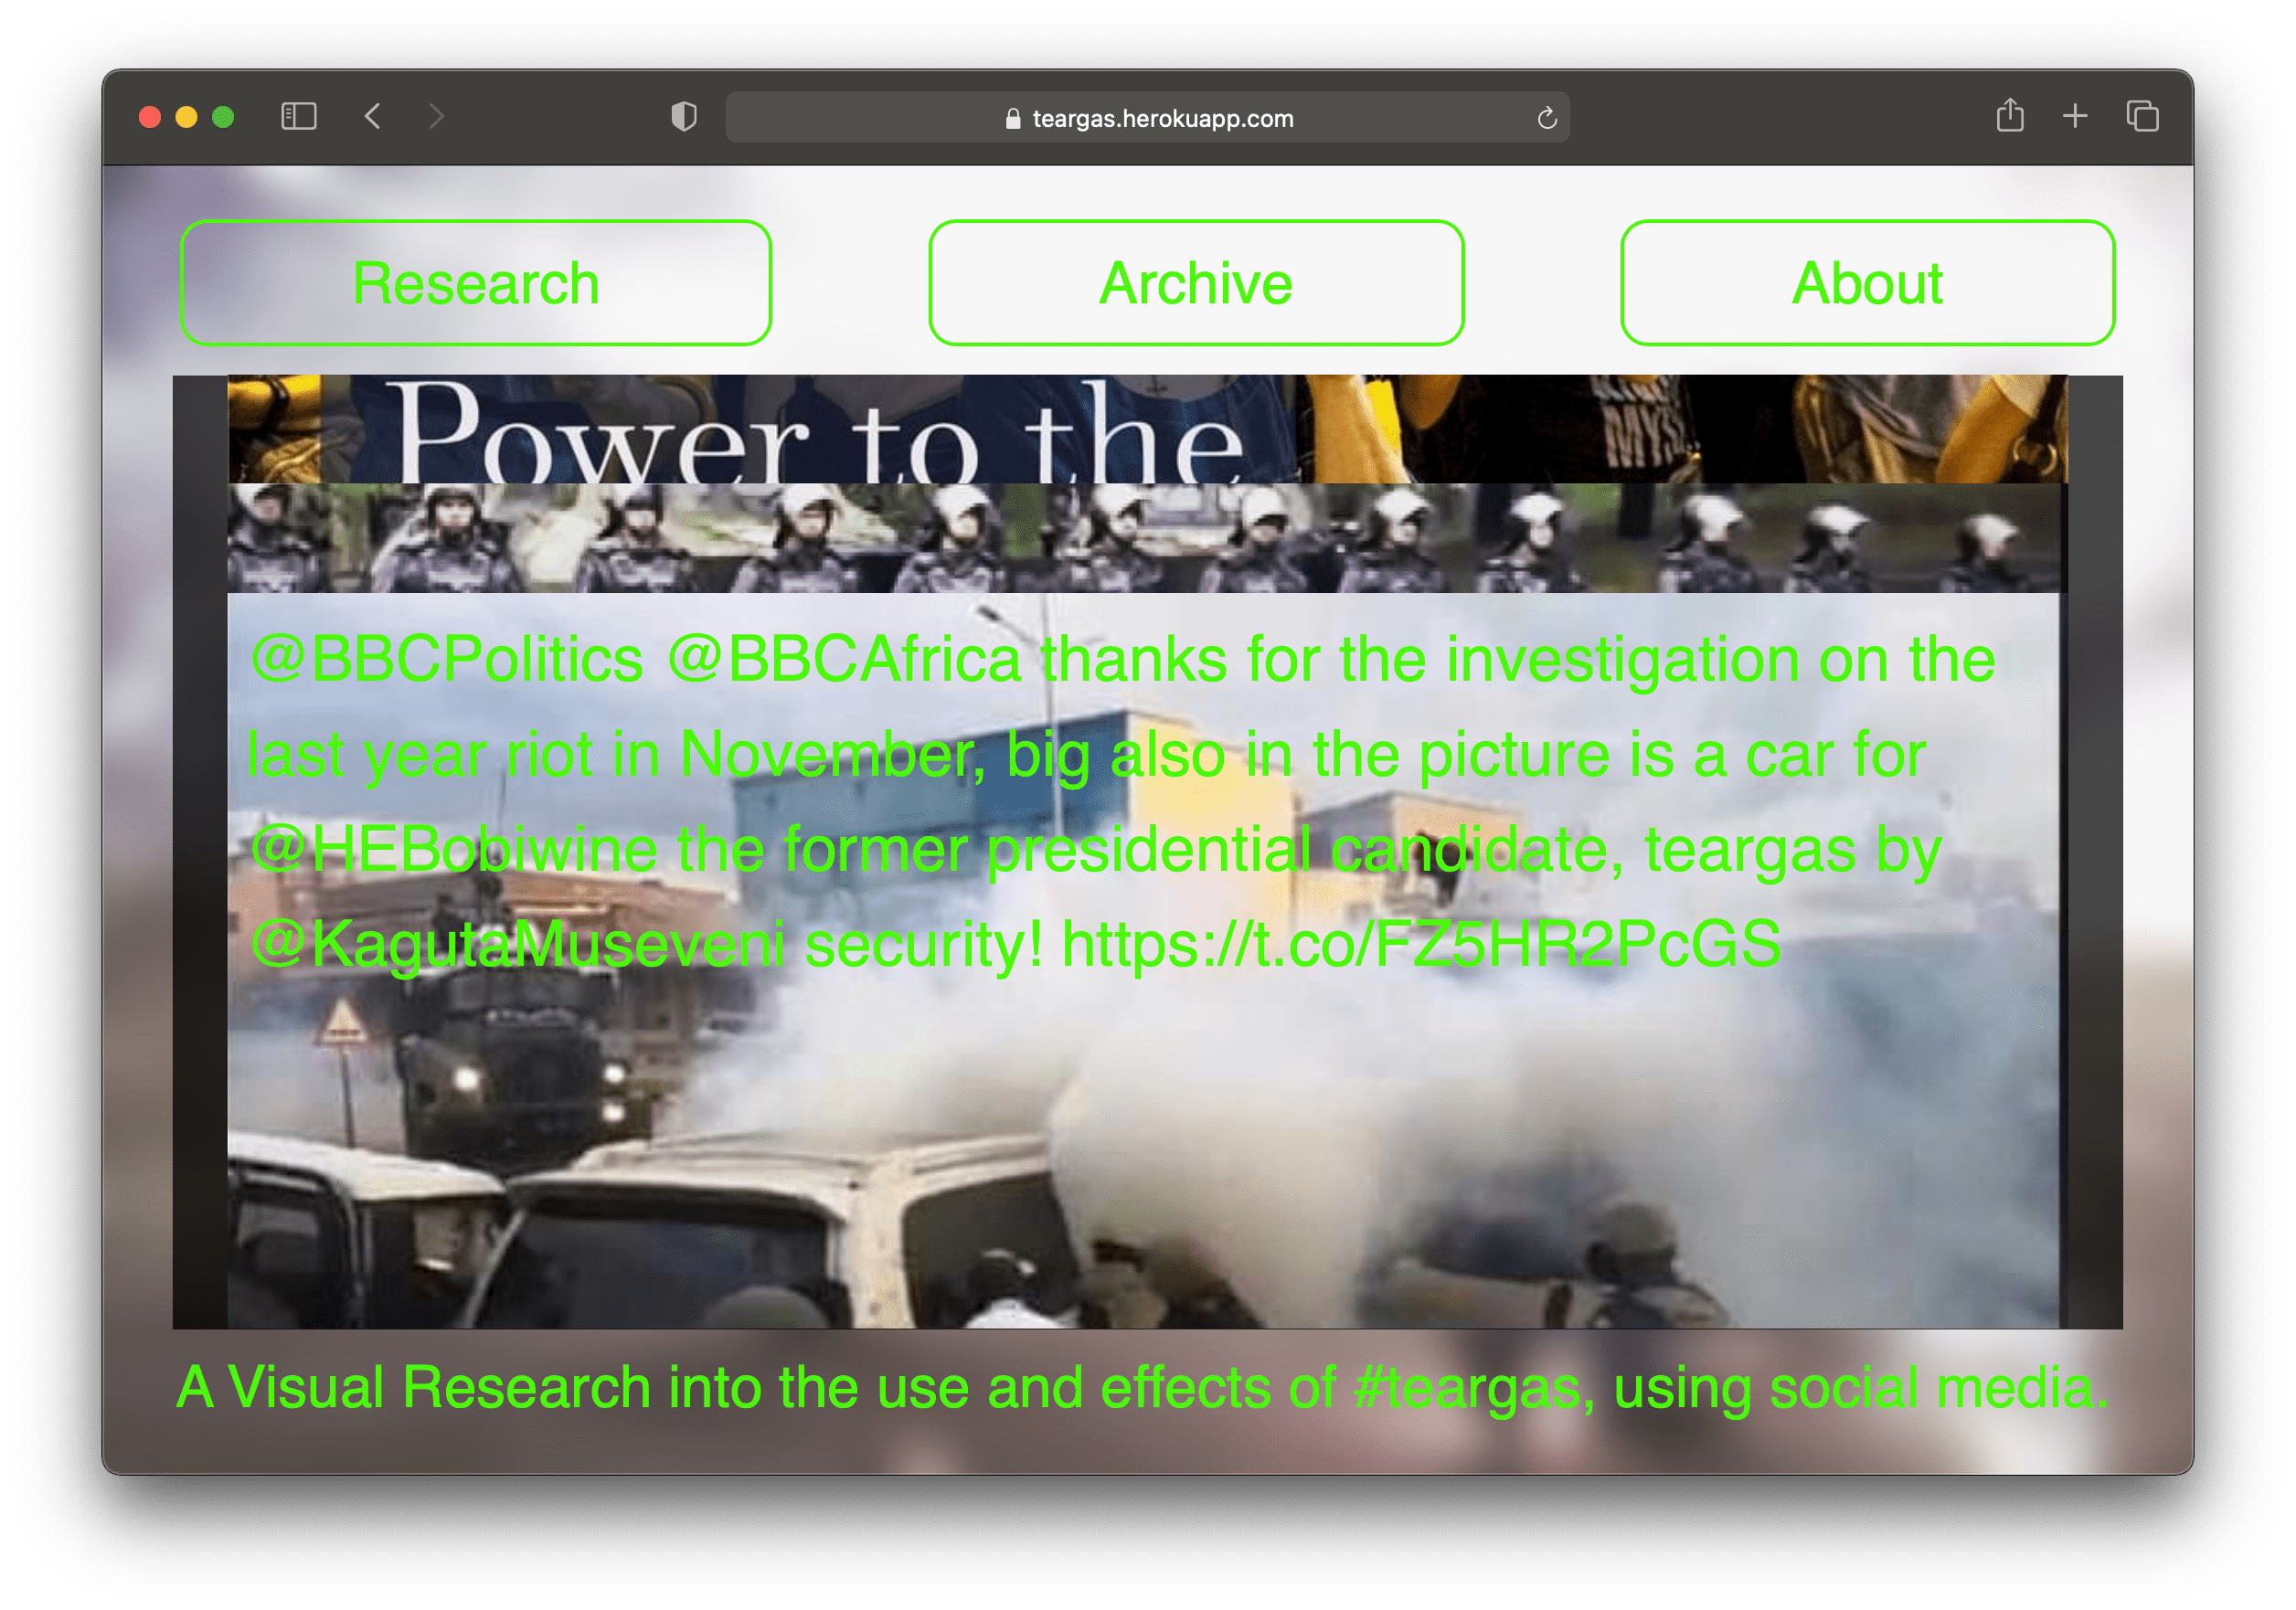 teargas.herokuapp.com
Research
Archive
About
Power to the
@BBCPolitics @BBCAfrica thanks for the investigation on the
last year riot in November, big also in the picture is a car for
@HEBobiwine the former presidential candidate, teargas by
@KagutaMuseveni security! https://t.co/FZ5HR2PcGS
A Visual Research into the use and effects of #teargas, using social media.